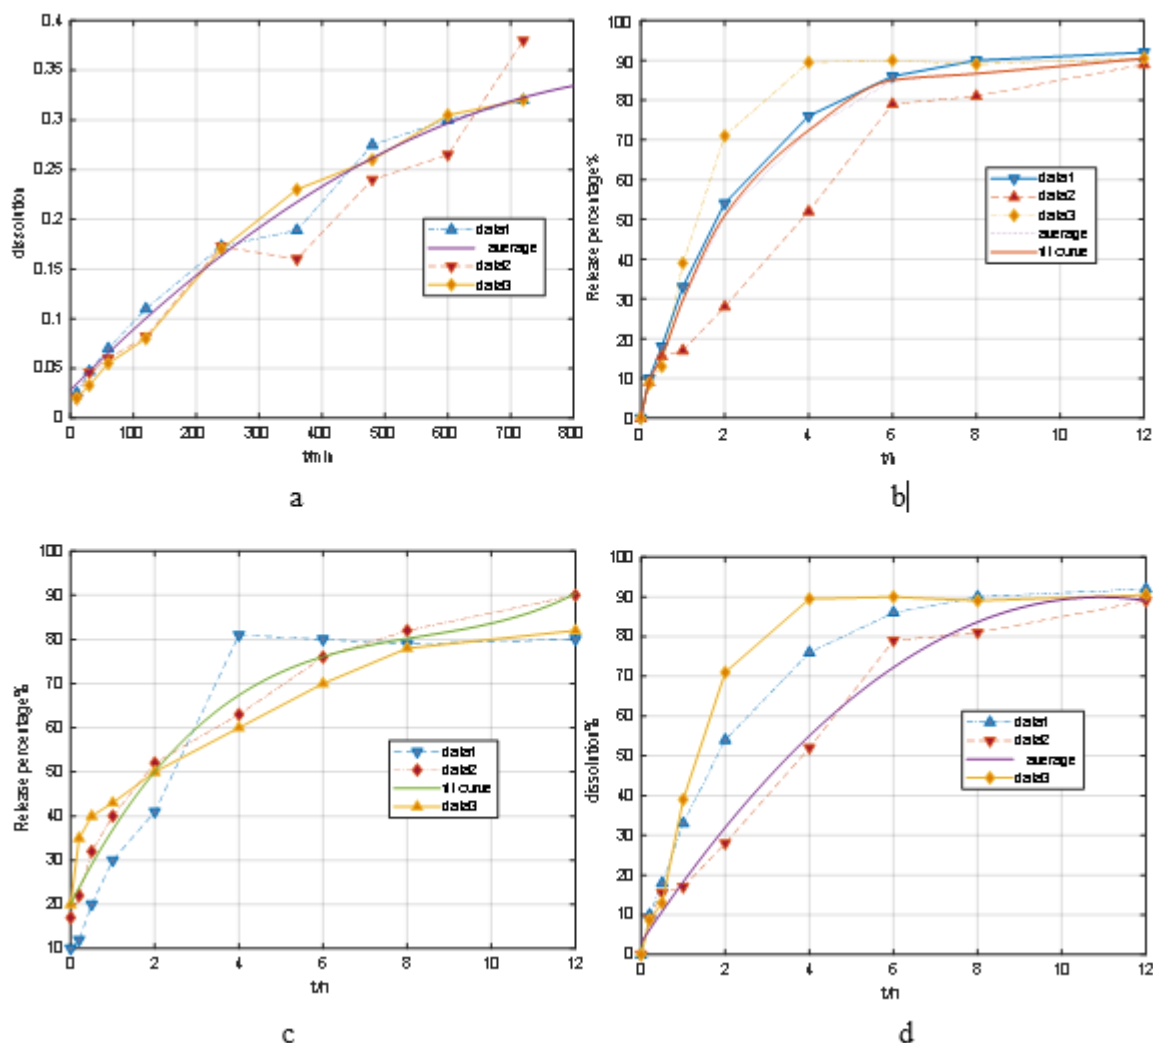 0.4
0.35
0.3
0.25
0.2
0.15
0.1
0.05
0
dissolution
0 100 200 300 400 500 600 700 800
t/min
data1
average
data2
data3
a
100
90
80
70
60
50
40
30
20
10
0
Release percentage%
0 2 4 6 8 10 12
t/h
data1
data2
data3
average
fit curve
b
100
90
80
70
60
50
40
30
20
10
Release percentage%
0 2 4 6 8 10 12
t/h
data1
data2
fit curve
data3
c
100
90
80
70
60
50
40
30
20
10
0
dissolution%
0 2 4 6 8 10 12
t/h
data1
data2
average
data3
d